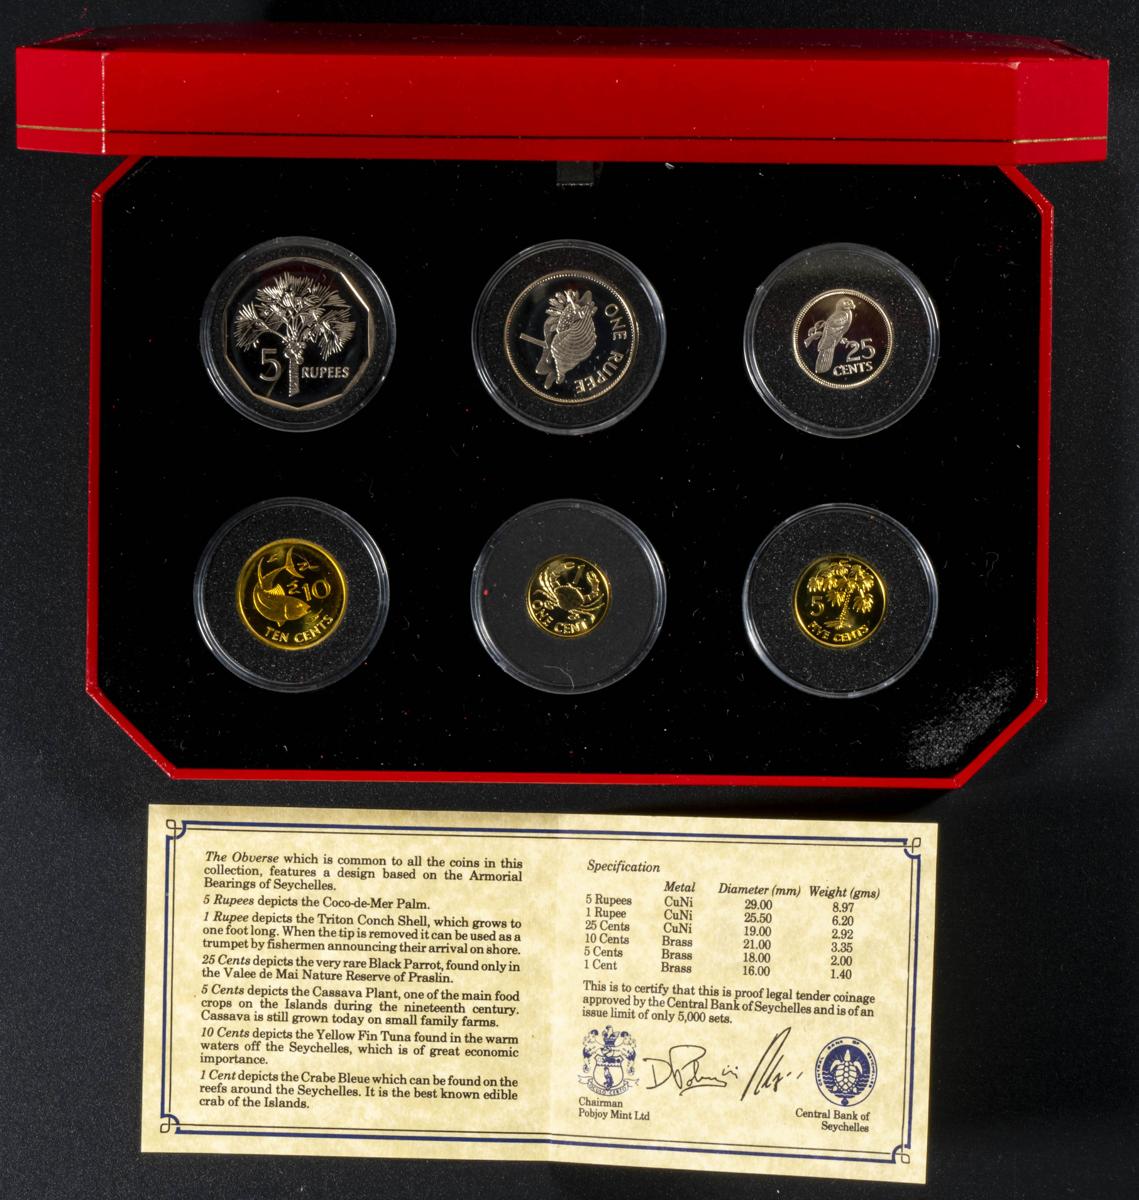 5
RUPEES
ONE RUPEE
25
CENTS
10
TEN CENTS
1
ONE CENT
5
FIVE CENTS
The Obverse which is common to all the coins in this
collection, features a design based on the Armorial
Bearings of Seychelles.
5 Rupees depicts the Coco-de-Mer Palm.
1 Rupee depicts the Triton Conch Shell, which grows to
one foot long. When the tip is removed it can be used as a
trumpet by fishermen announcing their arrival on shore.
25 Cents depicts the very rare Black Parrot, found only in
the Valee de Mai Nature Reserve of Praslin.
5 Cents depicts the Cassava Plant, one of the main food
crops on the Islands during the nineteenth century.
Cassava is still grown today on small family farms.
10 Cents depicts the Yellow Fin Tuna found in the warm
waters off the Seychelles, which is of great economic
importance.
1 Cent depicts the Crabe Bleue which can be found on the
reefs around the Seychelles. It is the best known edible
crab of the Islands.
Specification
Metal Diameter (mm) Weight (gms)
5 Rupees CuNi 29.00 8.97
1 Rupee CuNi 25.50 6.20
25 Cents CuNi 19.00 2.92
10 Cents Brass 21.00 3.35
5 Cents Brass 18.00 2.00
1 Cent Brass 16.00 1.40
This is to certify that this is proof legal tender coinage
approved by the Central Bank of Seychelles and is of an
issue limit of only 5,000 sets.
CENTRAL BANK OF SEYCHELLES
Chairman
Pobjoy Mint Ltd
Central Bank of
Seychelles